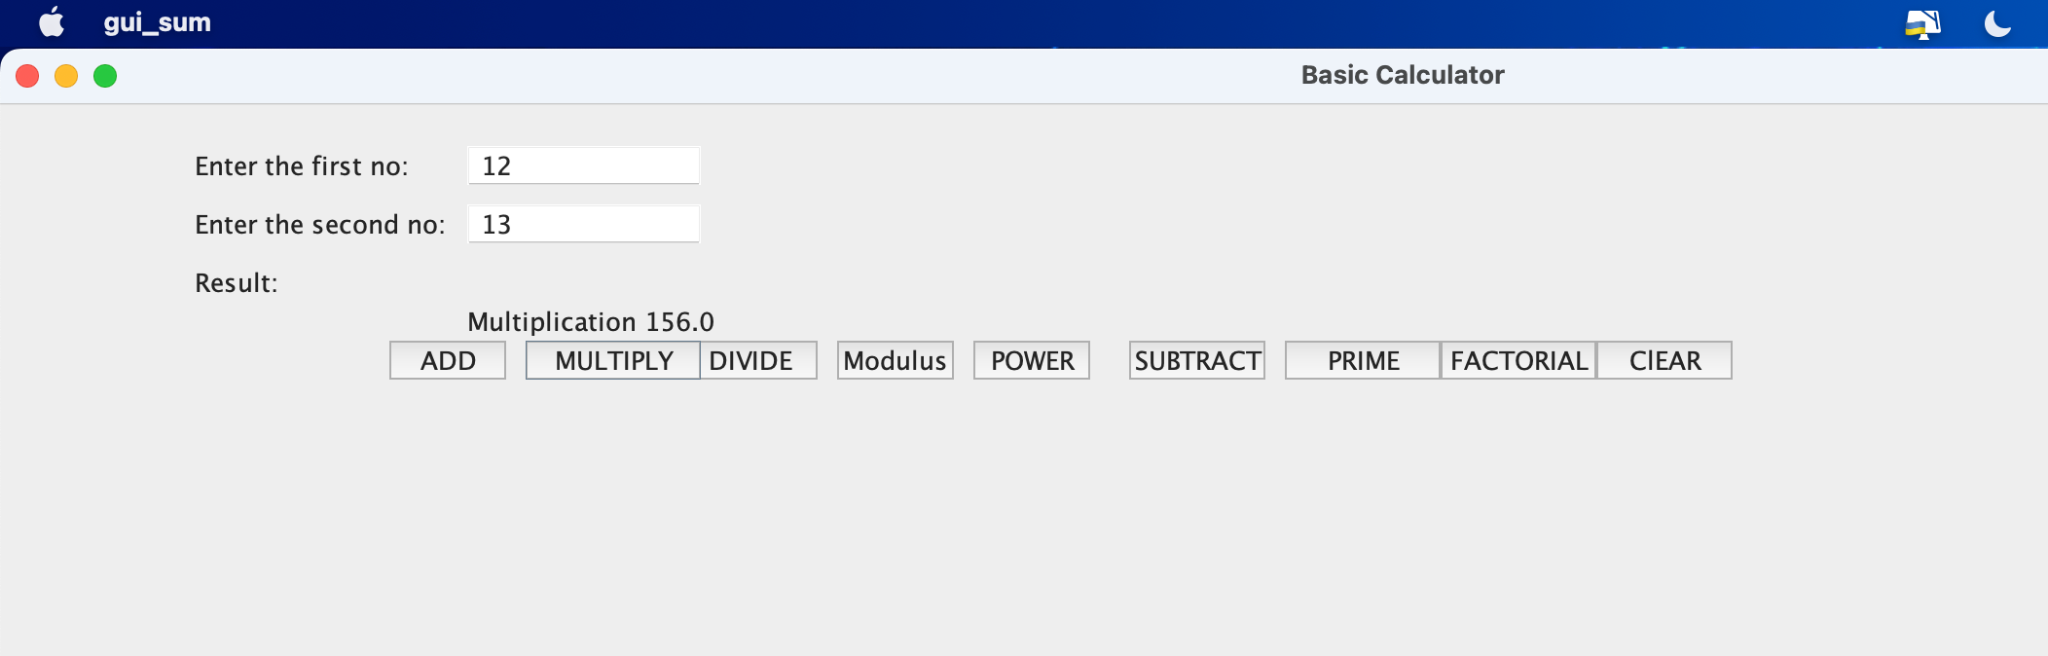 gui_sum
Basic Calculator
Enter the first no: 12
Enter the second no: 13
Result:
Multiplication 156.0
ADD MULTIPLY DIVIDE Modulus POWER SUBTRACT PRIME FACTORIAL ClEAR